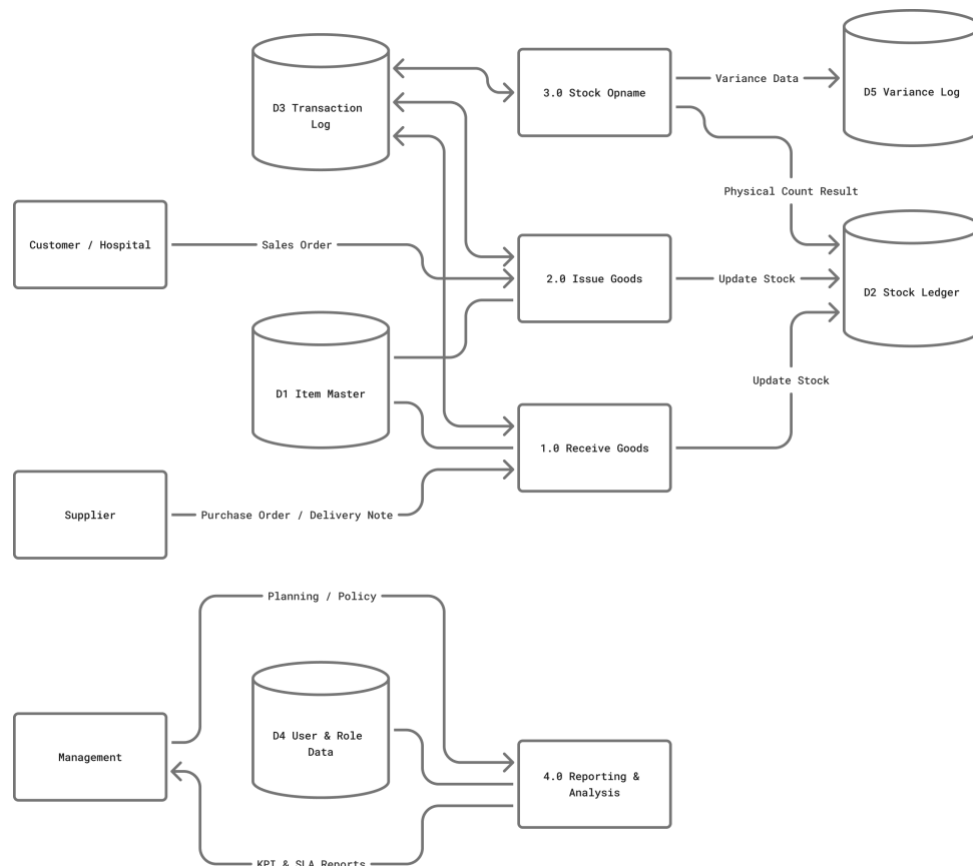 D3 Transaction
Log
3.0 Stock Opname
Variance Data
D5 Variance Log
Physical Count Result
Customer / Hospital
Sales Order
2.0 Issue Goods
Update Stock
D2 Stock Ledger
D1 Item Master
Update Stock
1.0 Receive Goods
Supplier
Purchase Order / Delivery Note
Planning / Policy
D4 User & Role
Data
Management
4.0 Reporting &
Analysis
KPI & SLA Reports